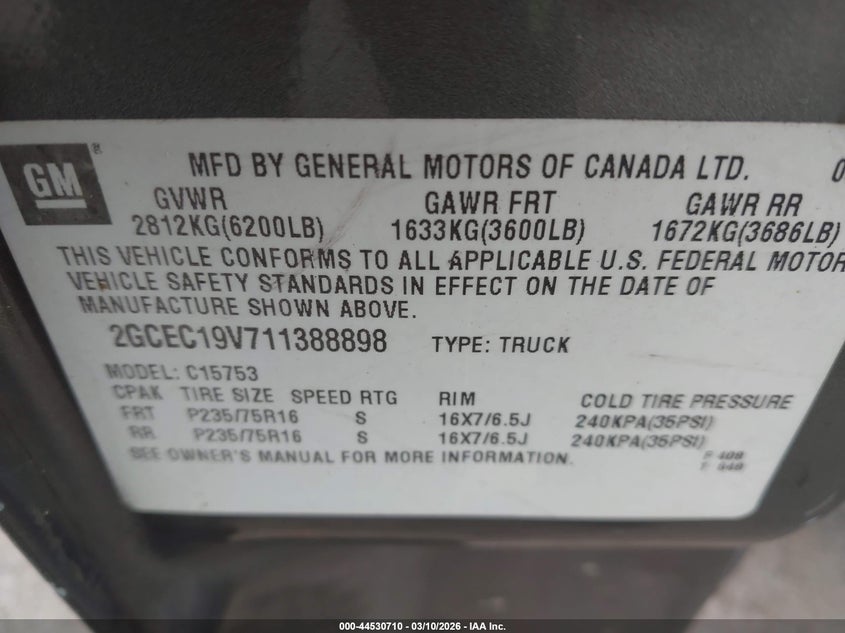 GM®
MFD BY GENERAL MOTORS OF CANADA LTD. 0
GVWR GAWR FRT GAWR RR
2812KG(6200LB) 1633KG(3600LB) 1672KG(3686LB)
THIS VEHICLE CONFORMS TO ALL APPLICABLE U.S. FEDERAL MOTOR
VEHICLE SAFETY STANDARDS IN EFFECT ON THE DATE OF
MANUFACTURE SHOWN ABOVE.
2GCEC19V711388898 TYPE: TRUCK
MODEL: C15753
CPAK TIRE SIZE SPEED RTG RIM COLD TIRE PRESSURE
FRT P235/75R16 S 16X7/6.5J 240KPA(35PSI)
RR P235/75R16 S 16X7/6.5J 240KPA(35PSI)
SEE OWNER'S MANUAL FOR MORE INFORMATION.
000-44530710 — 03/10/2026 — IAA Inc.